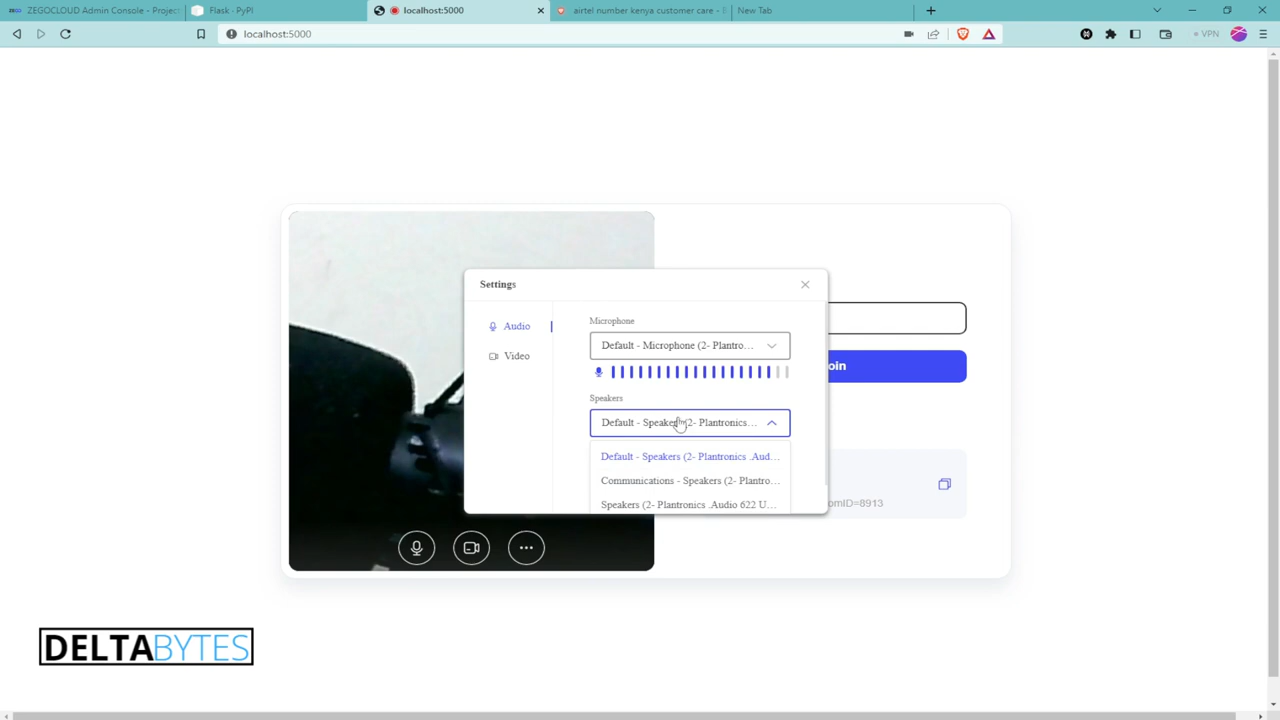 ZEGOCLOUD Admin Console - Project
Flask · PyPI
localhost:5000
airtel number kenya customer care -
New Tab
localhost:5000
VPN
Settings
Audio
Video
Microphone
Default - Microphone (2- Plantro...
Speakers
Default - Speakers (2- Plantronics...
Default - Speakers (2- Plantronics .Aud...
Communications - Speakers (2- Plantro...
Speakers (2- Plantronics .Audio 622 U...
oin
omID=8913
DELTABYTES